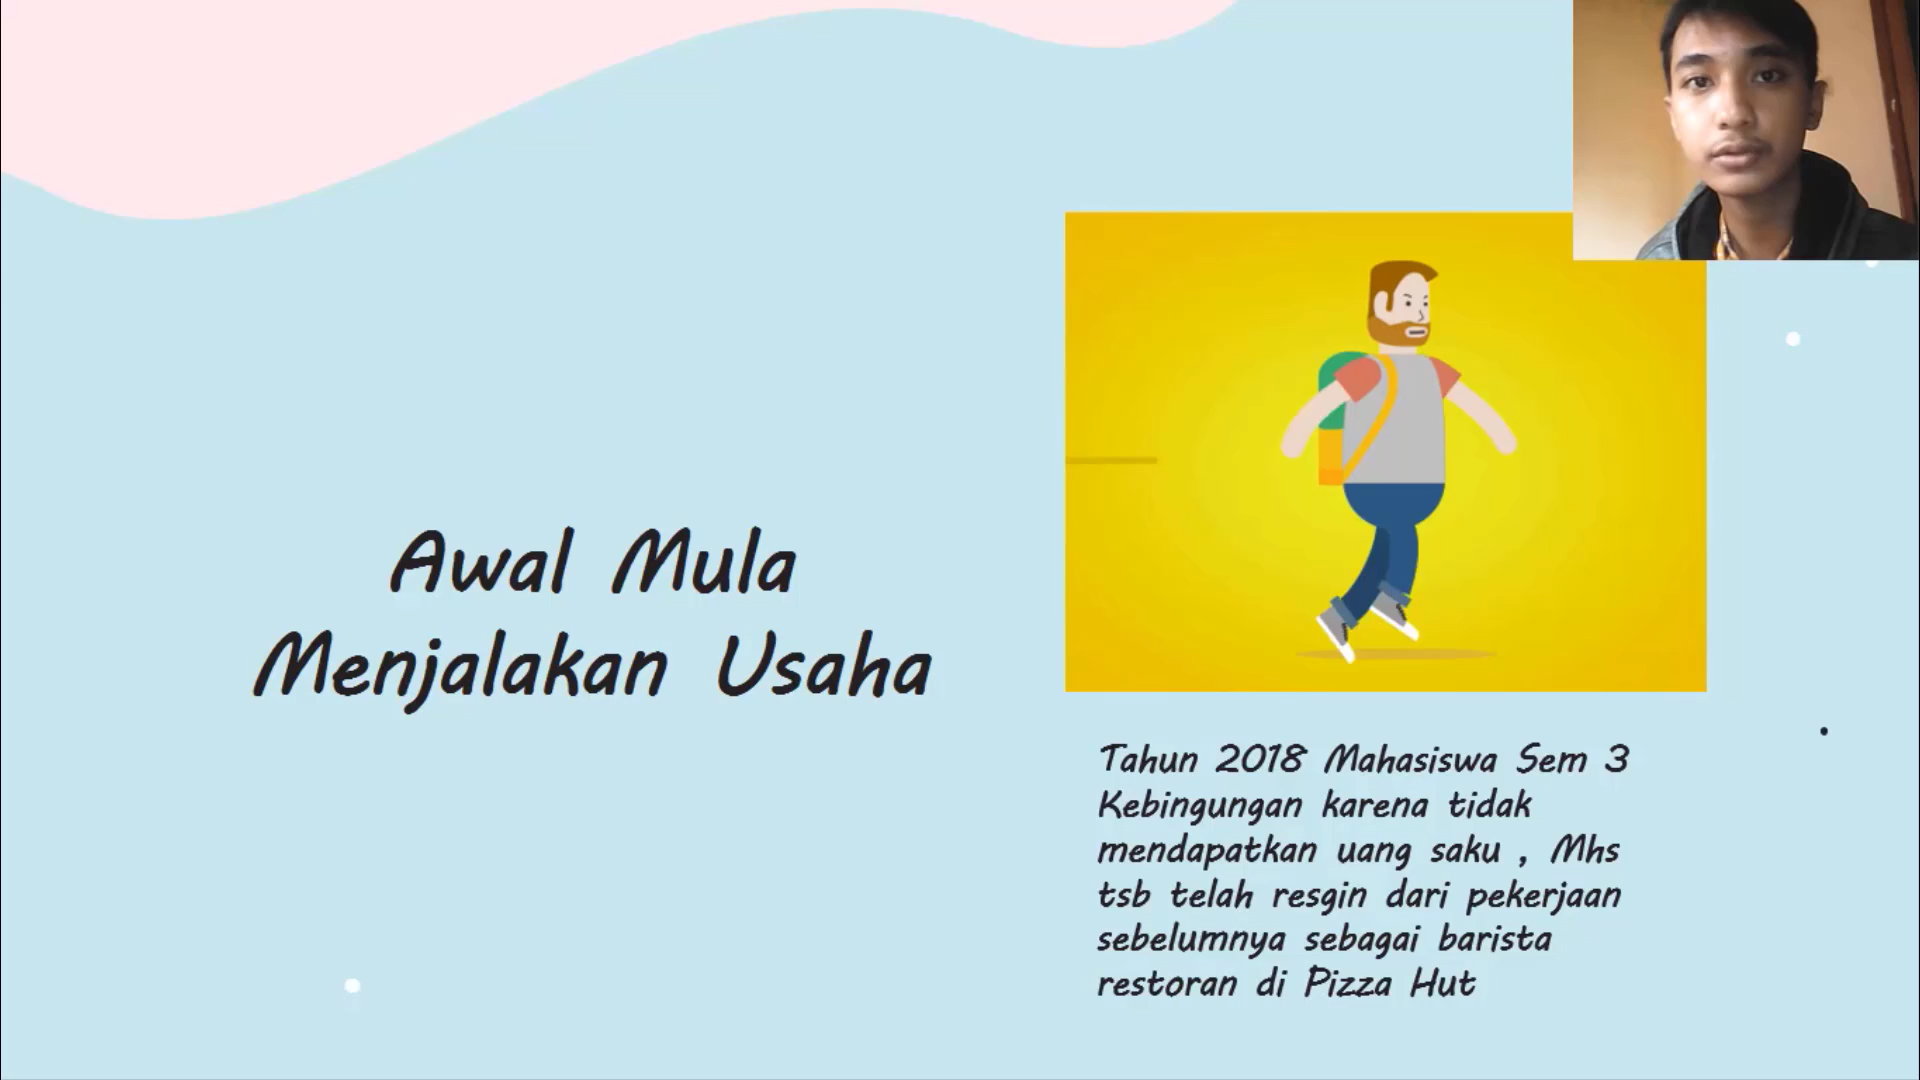 Awal Mula
Menjalakan Usaha
Tahun 2018 Mahasiswa Sem 3
Kebingungan karena tidak
mendapatkan uang saku , Mhs
tsb telah resgin dari pekerjaan
sebelumnya sebagai barista
restoran di Pizza Hut